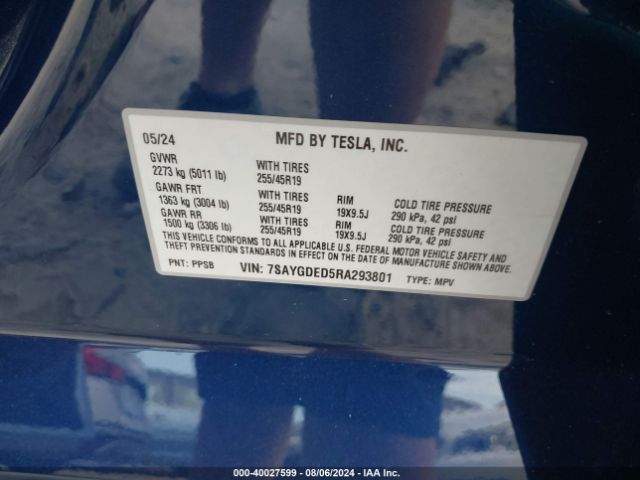 05/24 MFD BY TESLA, INC.
GVWR
2273 kg (5011 lb) WITH TIRES 255/45R19
GAWR FRT
1363 kg (3004 lb) WITH TIRES 255/45R19 RIM 19X9.5J COLD TIRE PRESSURE 290 kPa, 42 psi
GAWR RR
1500 kg (3306 lb) WITH TIRES 255/45R19 RIM 19X9.5J COLD TIRE PRESSURE 290 kPa, 42 psi
THIS VEHICLE CONFORMS TO ALL APPLICABLE U.S. FEDERAL MOTOR VEHICLE SAFETY AND
THEFT PREVENTION STANDARDS IN EFFECT ON THE DATE OF MANUFACTURE SHOWN ABOVE.
PNT: PPSB VIN: 7SAYGDED5RA293801 TYPE: MPV
000-40027599 - 08/06/2024 - IAA Inc.